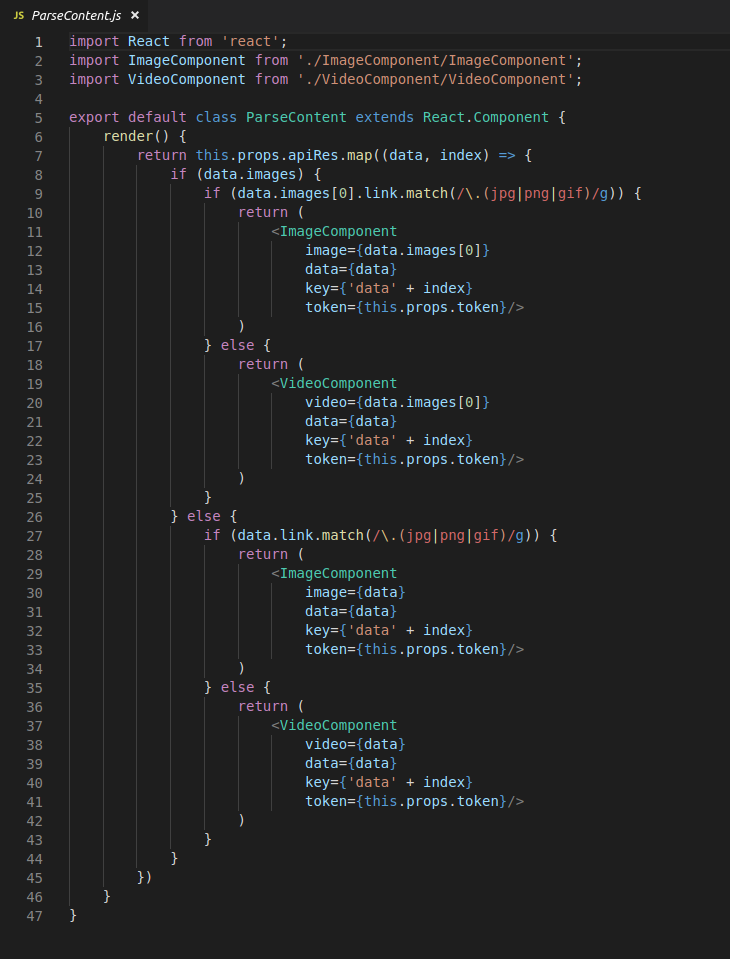 JS ParseContent.js ×
1 import React from 'react';
2 import ImageComponent from './ImageComponent/ImageComponent';
3 import VideoComponent from './VideoComponent/VideoComponent';
4
5 export default class ParseContent extends React.Component {
6     render() {
7         return this.props.apiRes.map((data, index) => {
8             if (data.images) {
9                 if (data.images[0].link.match(/\.(jpg|png|gif)/g)) {
10                     return (
11                         <ImageComponent
12                             image={data.images[0]}
13                             data={data}
14                             key={'data' + index}
15                             token={this.props.token}/>
16                     )
17                 } else {
18                     return (
19                         <VideoComponent
20                             video={data.images[0]}
21                             data={data}
22                             key={'data' + index}
23                             token={this.props.token}/>
24                     )
25                 }
26             } else {
27                 if (data.link.match(/\.(jpg|png|gif)/g)) {
28                     return (
29                         <ImageComponent
30                             image={data}
31                             data={data}
32                             key={'data' + index}
33                             token={this.props.token}/>
34                     )
35                 } else {
36                     return (
37                         <VideoComponent
38                             video={data}
39                             data={data}
40                             key={'data' + index}
41                             token={this.props.token}/>
42                     )
43                 }
44             }
45         })
46     }
47 }